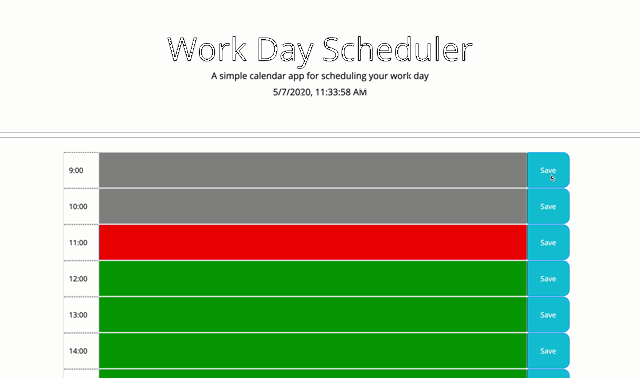 Work Day Scheduler
A simple calendar app for scheduling your work day
5/7/2020, 11:33:58 AM
9:00 Save
10:00 Save
11:00 Save
12:00 Save
13:00 Save
14:00 Save